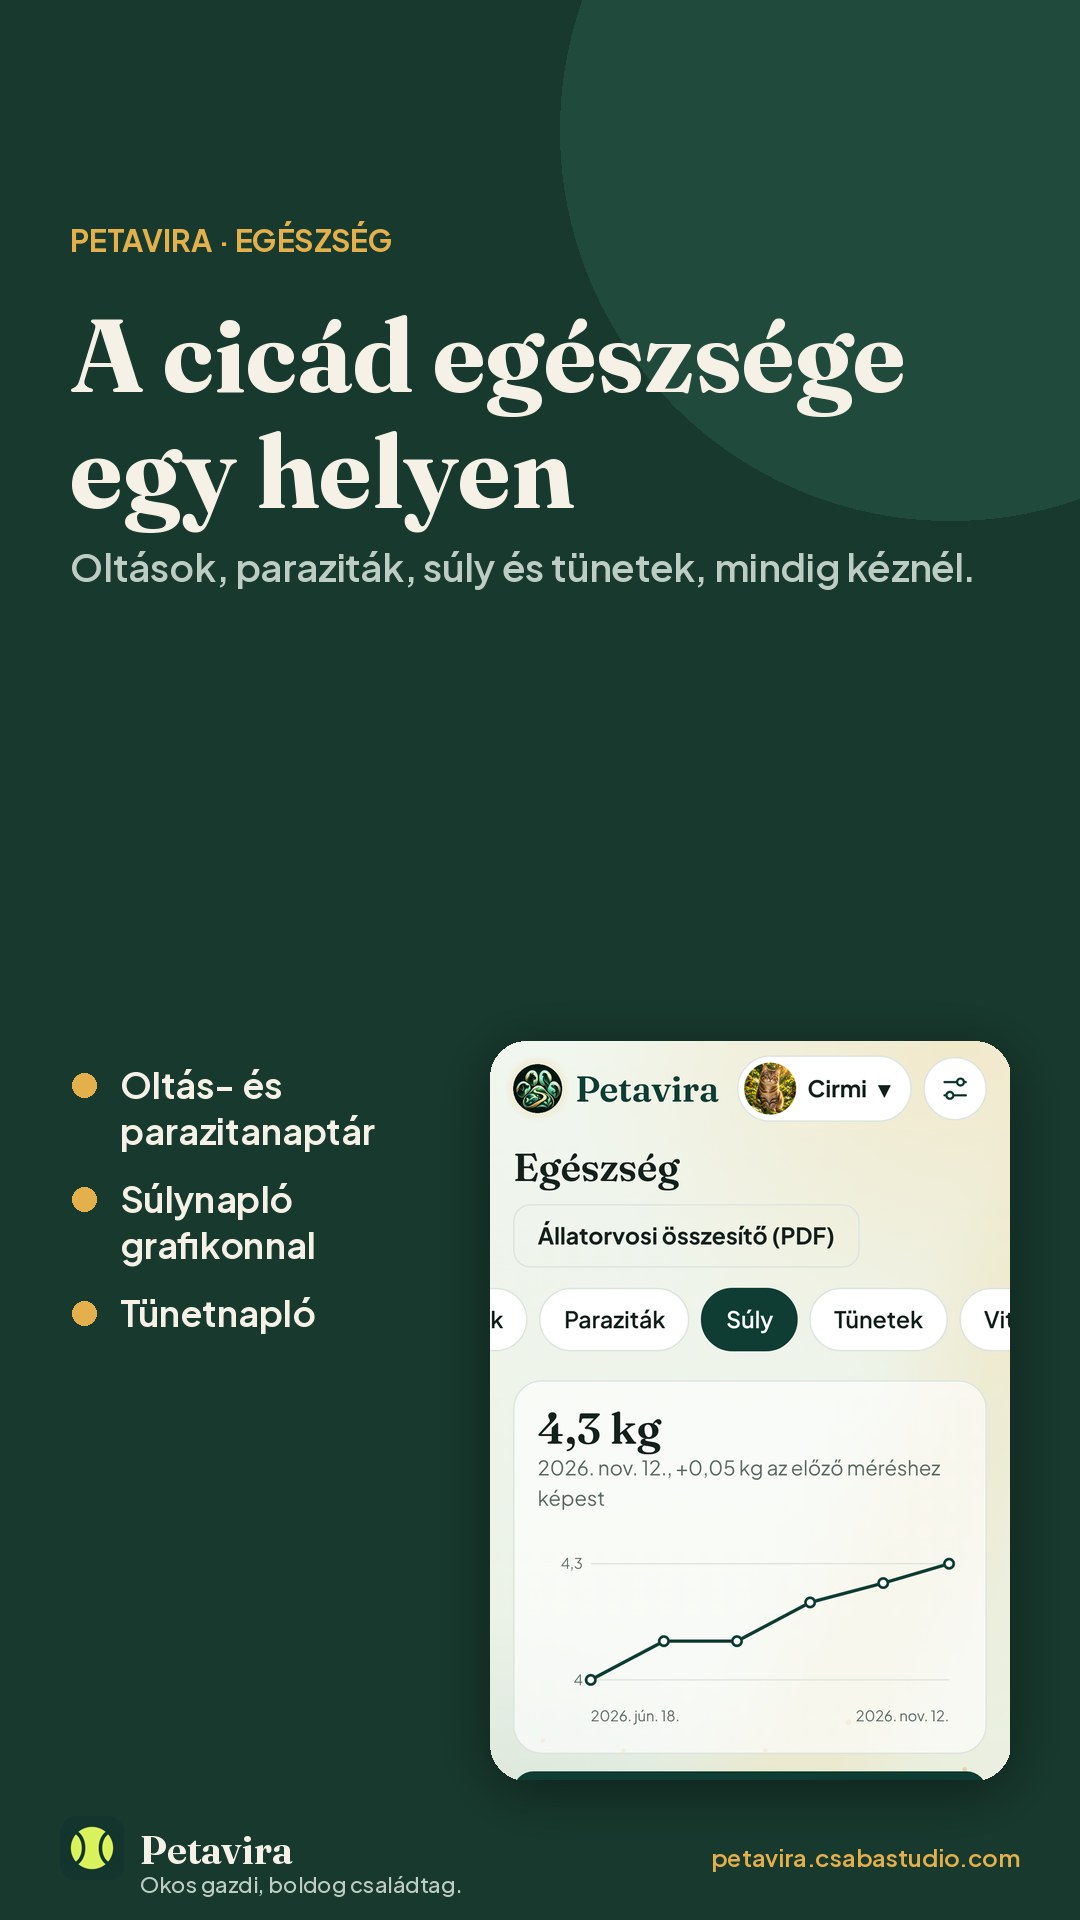 PETAVIRA · EGÉSZSÉG
A cicád egészsége
egy helyen
Oltások, paraziták, súly és tünetek, mindig kéznél.
Oltás- és
parazitanaptár
Súlynapló
grafikonnal
Tünetnapló
Petavira
Cirmi ▼
Egészség
Állatorvosi összesítő (PDF)
k
Paraziták
Súly
Tünetek
Vit
4,3 kg
2026. nov. 12., +0,05 kg az előző méréshez
képest
4,3
4
2026. jún. 18.
2026. nov. 12.
Petavira
Okos gazdi, boldog családtag.
petavira.csabastudio.com